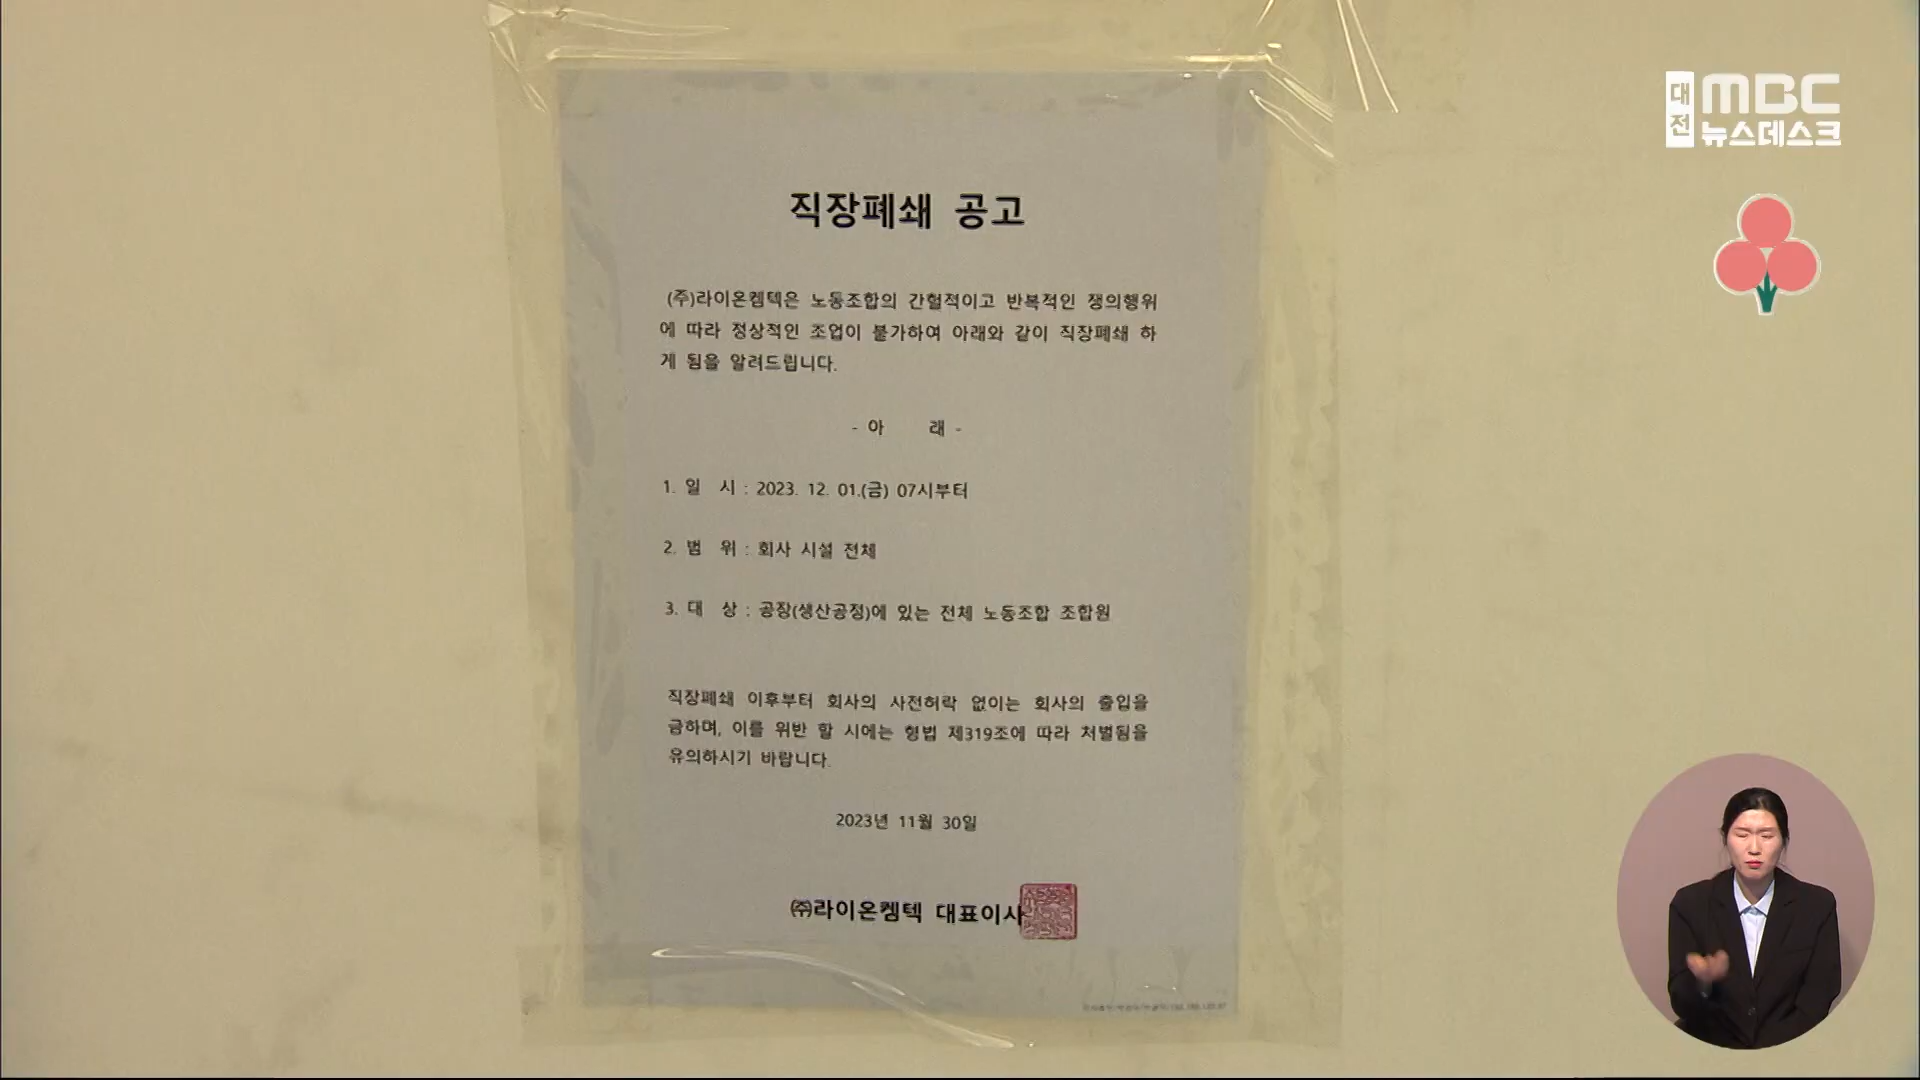 대전
MBC
뉴스데스크
직장폐쇄 공고
(주)라이온켐텍은 노동조합의 간헐적이고 반복적인 쟁의행위
에 따라 정상적인 조업이 불가하여 아래와 같이 직장폐쇄 하
게 됨을 알려드립니다.
- 아 래 -
1. 일 시 : 2023. 12. 01.(금) 07시부터
2. 범 위 : 회사 시설 전체
3. 대 상 : 공장(생산공정)에 있는 전체 노동조합 조합원
직장폐쇄 이후부터 회사의 사전허락 없이는 회사의 출입을
금하며, 이를 위반 할 시에는 형법 제319조에 따라 처벌됨을
유의하시기 바랍니다.
2023년 11월 30일
㈜라이온켐텍 대표이사